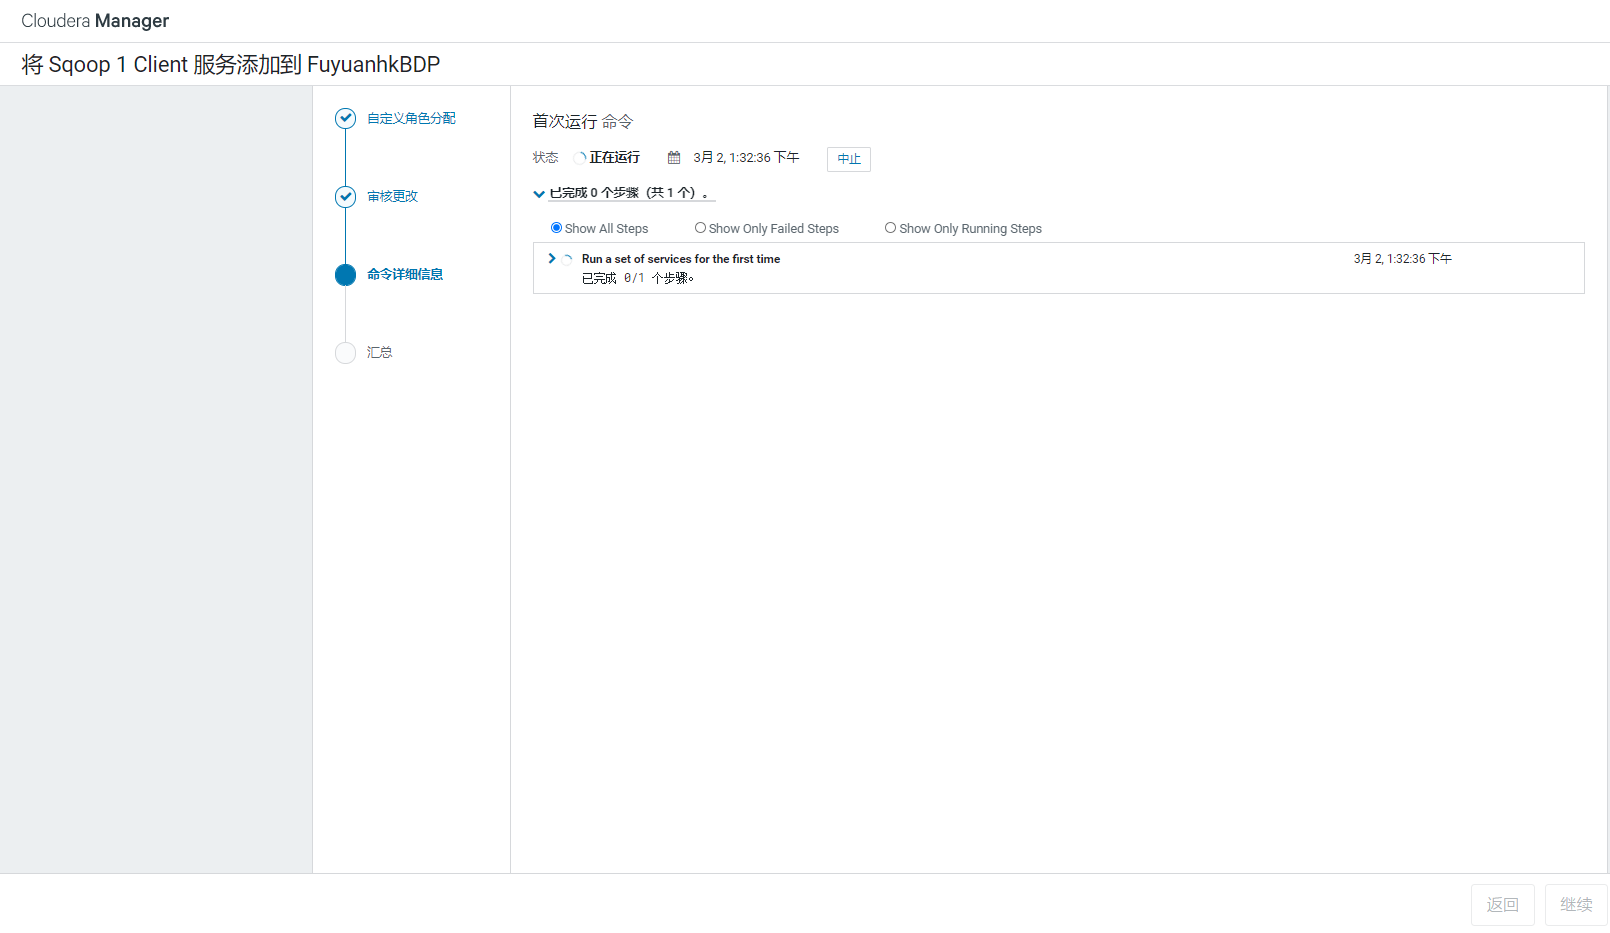 Cloudera Manager
将 Sqoop 1 Client 服务添加到 FuyuanhkBDP
自定义角色分配
审核更改
命令详细信息
汇总
首次运行 命令
状态 正在运行 3月 2, 1:32:36 下午 中止
已完成 0 个步骤（共 1 个）。
Show All Steps Show Only Failed Steps Show Only Running Steps
Run a set of services for the first time 3月 2, 1:32:36 下午
已完成 0/1 个步骤。
返回 继续